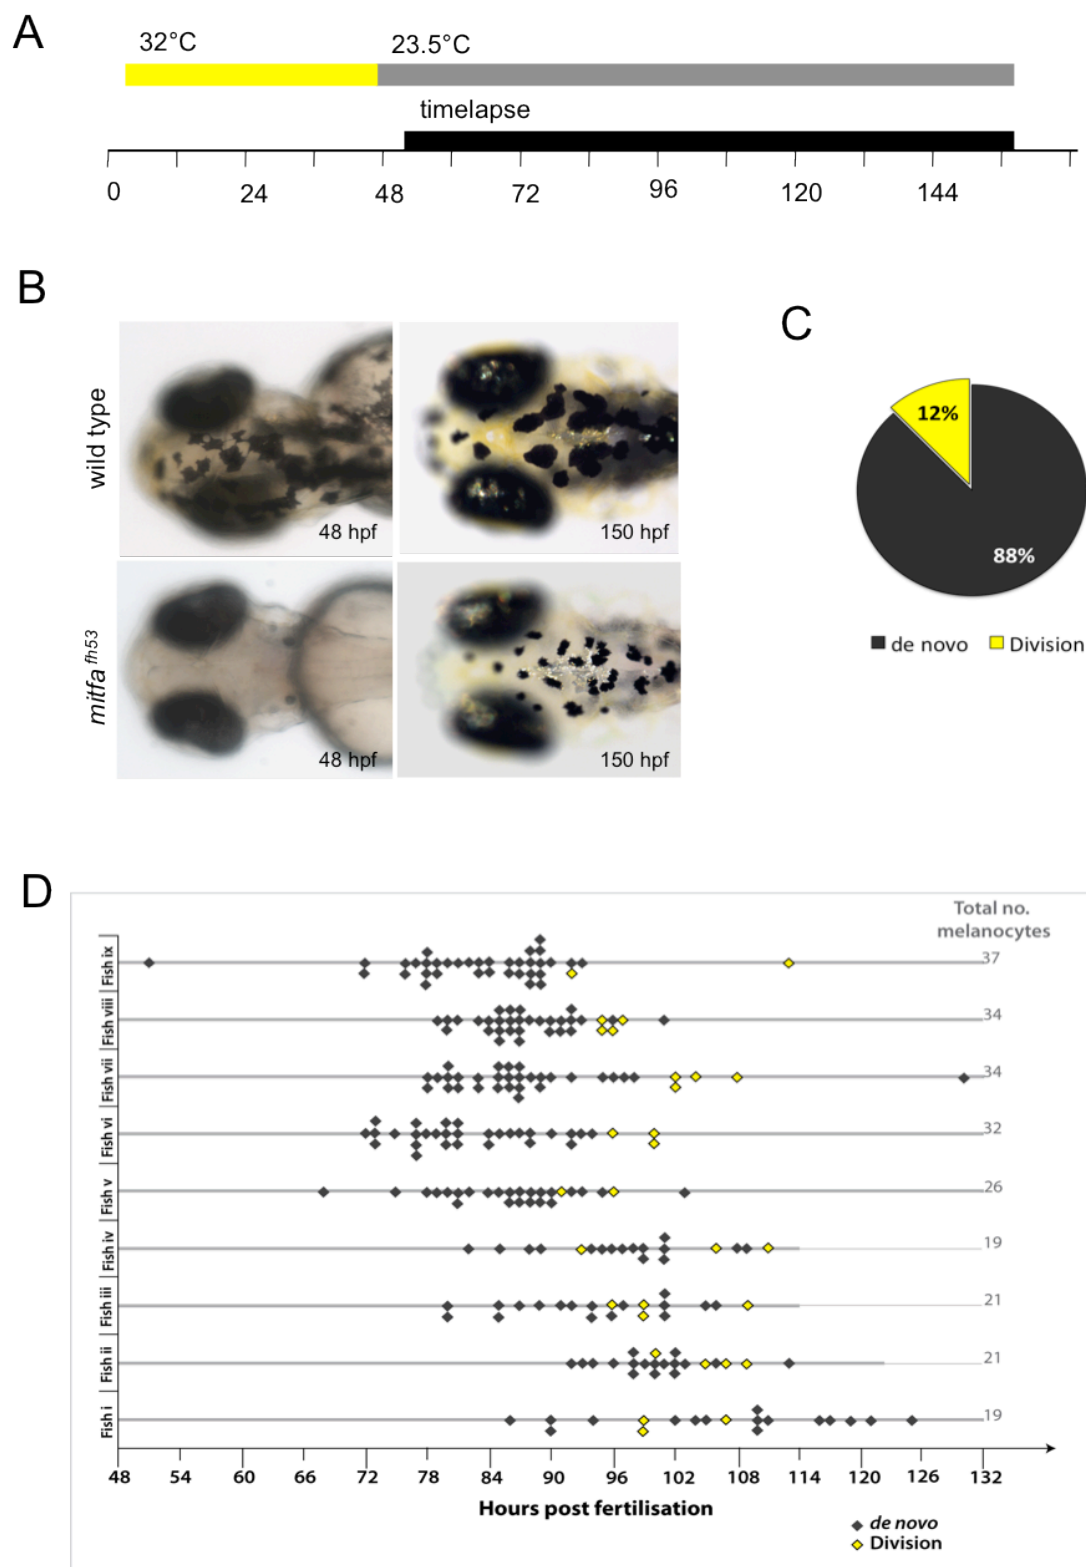 A
32°C
23.5°C
timelapse
0 24 48 72 96 120 144
B
C
wild type
48 hpf
150 hpf
mitfa fh53
48 hpf
150 hpf
12%
88%
de novo
Division
D
Total no.
melanocytes
Fish ix
37
Fish viii
34
Fish vii
34
Fish vi
32
Fish v
26
Fish iv
19
Fish iii
21
Fish ii
21
Fish i
19
48 54 60 66 72 78 84 90 96 102 108 114 120 126 132
Hours post fertilisation
de novo
Division